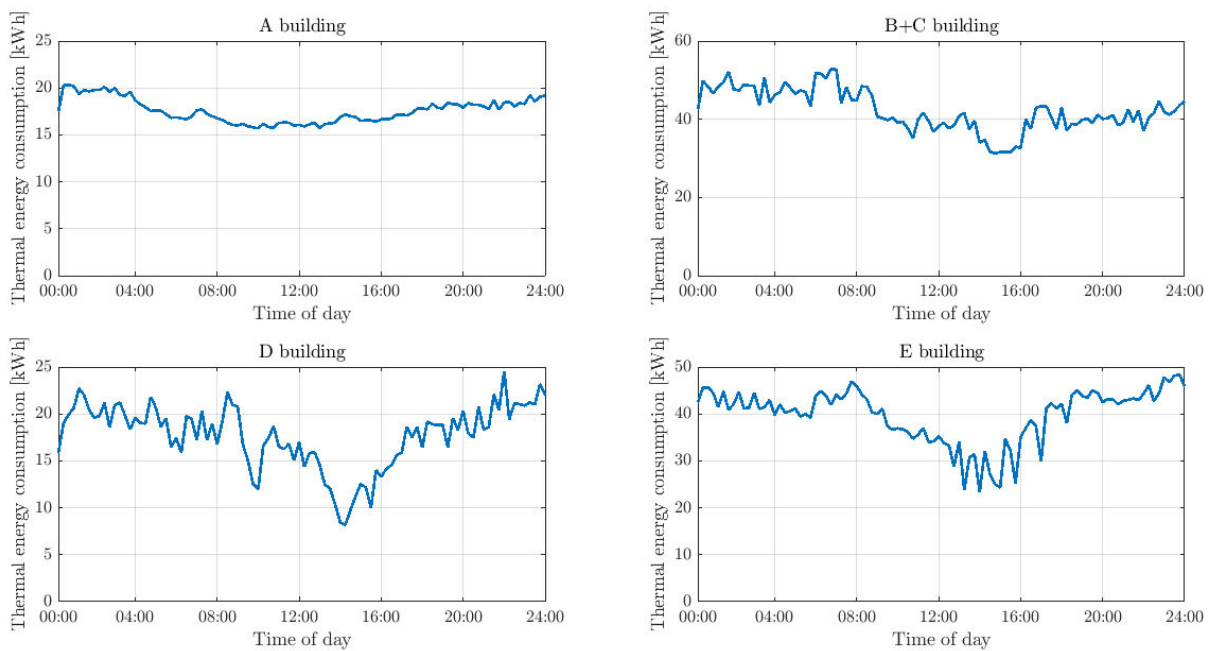 A building
Thermal energy consumption [kWh]
25
20
15
10
5
0
00:00 04:00 08:00 12:00 16:00 20:00 24:00
Time of day
B+C building
Thermal energy consumption [kWh]
60
40
20
0
00:00 04:00 08:00 12:00 16:00 20:00 24:00
Time of day
D building
Thermal energy consumption [kWh]
25
20
15
10
5
0
00:00 04:00 08:00 12:00 16:00 20:00 24:00
Time of day
E building
Thermal energy consumption [kWh]
50
40
30
20
10
0
00:00 04:00 08:00 12:00 16:00 20:00 24:00
Time of day